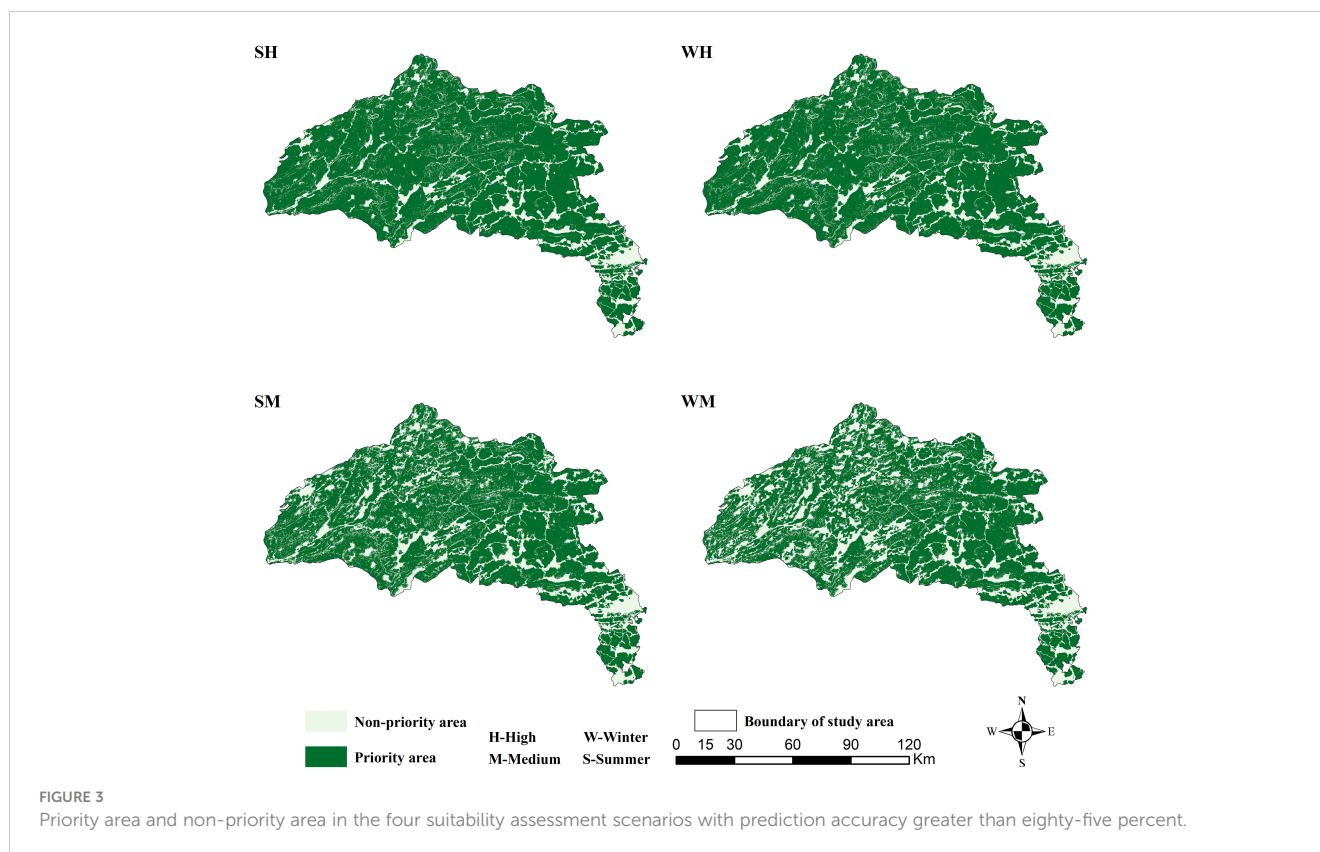 SH
WH
SM
WM
Non-priority area
Priority area
H-High
W-Winter
M-Medium
S-Summer
Boundary of study area
0 15 30 60 90 120
Km
N
W E
S
FIGURE 3
Priority area and non-priority area in the four suitability assessment scenarios with prediction accuracy greater than eighty-five percent.